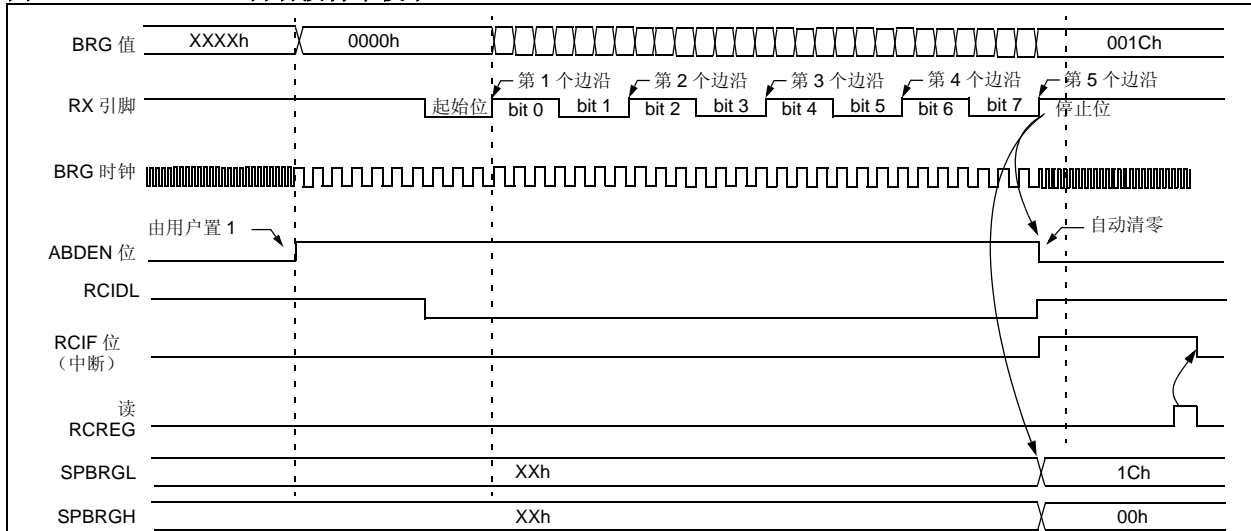 BRG 值 XXXXh 0000h 001Ch
第 1 个边沿 第 2 个边沿 第 3 个边沿 第 4 个边沿 第 5 个边沿
RX 引脚 起始位 bit 0 bit 1 bit 2 bit 3 bit 4 bit 5 bit 6 bit 7 停止位
BRG 时钟
由用户置 1 自动清零
ABDEN 位
RCIDL
RCIF 位
（中断）
读
RCREG
SPBRGL XXh 1Ch
SPBRGH XXh 00h